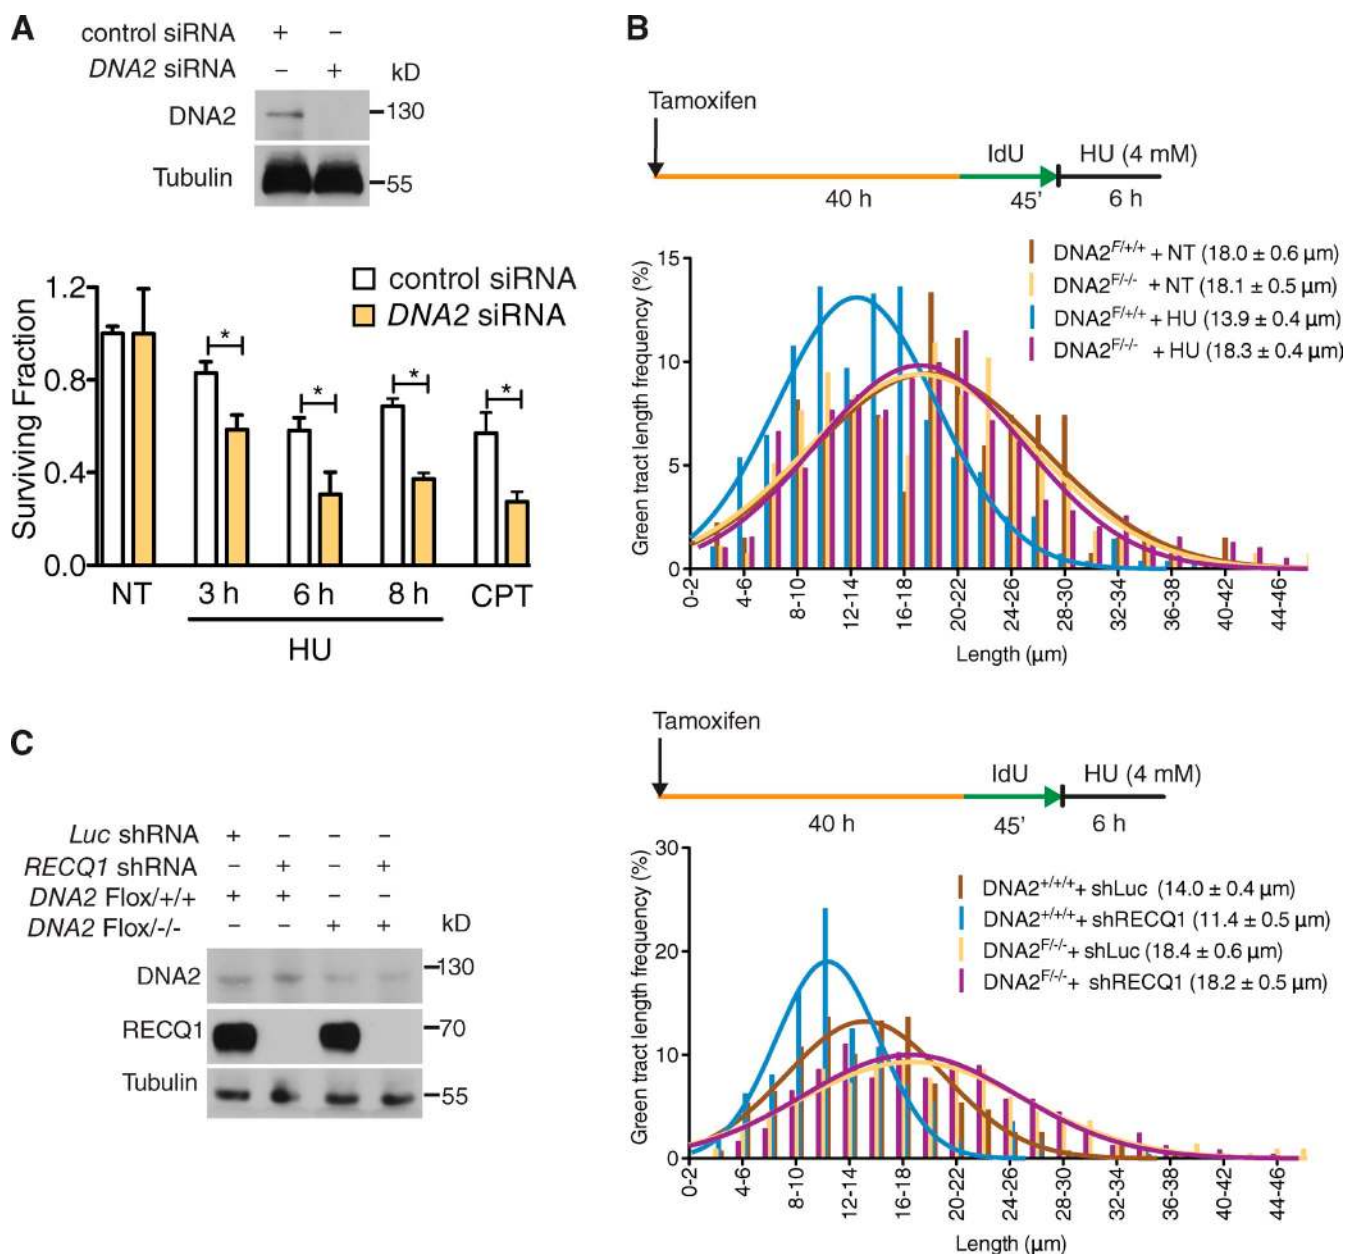 A
control siRNA + –
DNA2 siRNA – + kD
DNA2 130
Tubulin 55
control siRNA
DNA2 siRNA
Surviving Fraction
1.2
0.8
0.4
0.0
* * * *
NT 3 h 6 h 8 h CPT
HU
B
Tamoxifen
IdU HU (4 mM)
40 h 45' 6 h
DNA2F/+/+ + NT (18.0 ± 0.6 µm)
DNA2F/-/- + NT (18.1 ± 0.5 µm)
DNA2F/+/+ + HU (13.9 ± 0.4 µm)
DNA2F/-/- + HU (18.3 ± 0.4 µm)
Green tract length frequency (%)
15
10
5
0
0-2 4-6 8-10 12-14 16-18 20-22 24-26 28-30 32-34 36-38 40-42 44-46
Length (µm)
C
Luc shRNA + – – –
RECQ1 shRNA – + – +
DNA2 Flox/+/+ + + – –
DNA2 Flox/-/- – – + + kD
DNA2 130
RECQ1 70
Tubulin 55
Tamoxifen
IdU HU (4 mM)
40 h 45' 6 h
DNA2+/+/+ + shLuc (14.0 ± 0.4 µm)
DNA2+/+/+ + shRECQ1 (11.4 ± 0.5 µm)
DNA2F/-/- + shLuc (18.4 ± 0.6 µm)
DNA2F/-/- + shRECQ1 (18.2 ± 0.5 µm)
Green tract length frequency (%)
30
20
10
0
0-2 4-6 8-10 12-14 16-18 20-22 24-26 28-30 32-34 36-38 40-42 44-46
Length (µm)